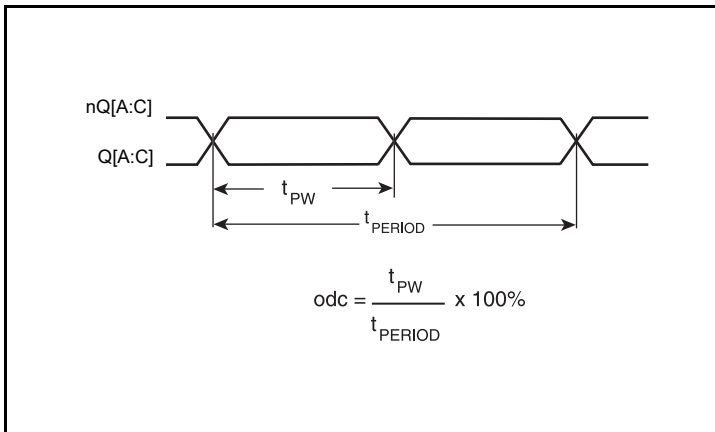 nQ[A:C]
Q[A:C]
tPW
tPERIOD
odc = tPW / tPERIOD x 100%